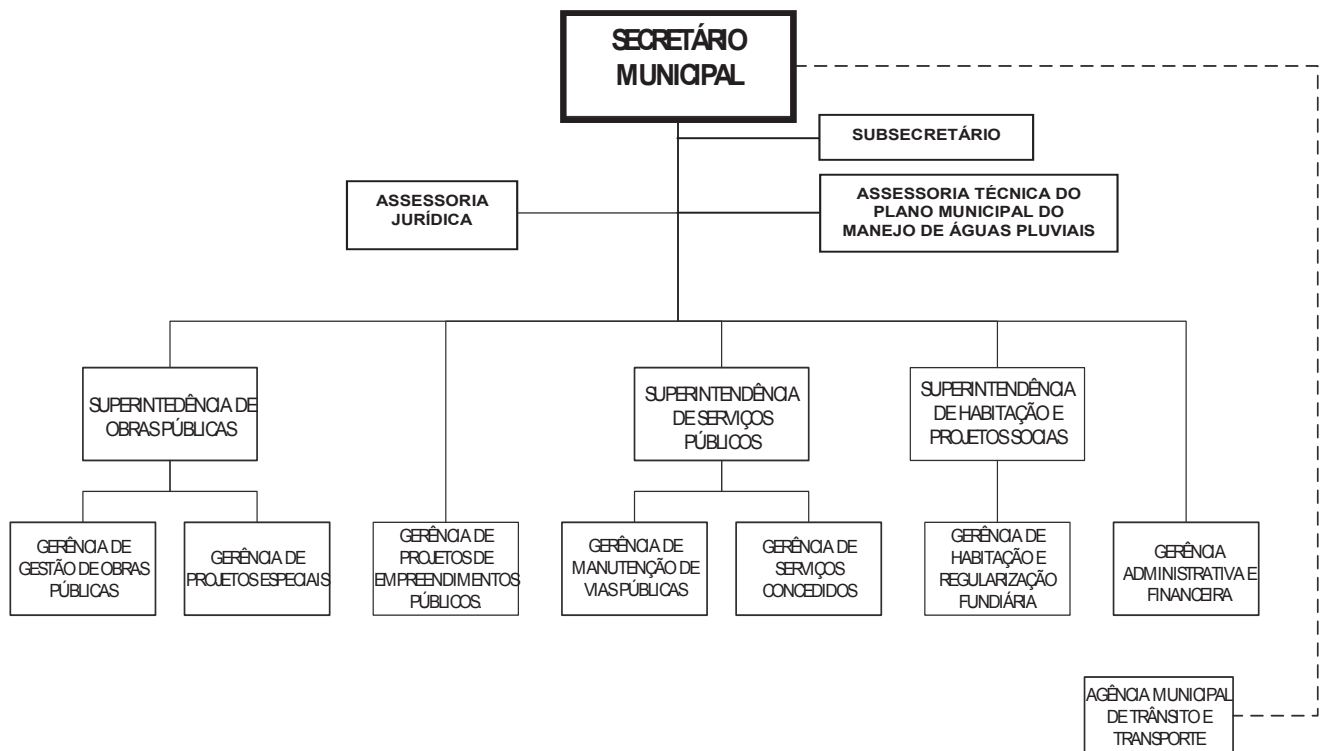 SECRETÁRIO
MUNICIPAL
SUBSECRETÁRIO
ASSESSORIA
JURÍDICA
ASSESSORIA TÉCNICA DO
PLANO MUNICIPAL DO
MANEJO DE ÁGUAS PLUVIAIS
SUPERINTEDÊNCIA DE
OBRAS PÚBLICAS
SUPERINTENDÊNCIA
DE SERVIÇOS
PÚBLICOS
SUPERINTENDÊNCIA
DE HABITAÇÃO E
PROJETOS SOCIAS
GERÊNCIA DE
GESTÃO DE OBRAS
PÚBLICAS
GERÊNCIA DE
PROJETOS ESPECIAIS
GERÊNCIA DE
PROJETOS DE
EMPREENDIMENTOS
PÚBLICOS.
GERÊNCIA DE
MANUTENÇÃO DE
VIAS PÚBLICAS
GERÊNCIA DE
SERVIÇOS
CONCEDIDOS
GERÊNCIA DE
HABITAÇÃO E
REGULARIZAÇÃO
FUNDIÁRIA
GERÊNCIA
ADMINISTRATIVA E
FINANCEIRA
AGÊNCIA MUNICIPAL
DE TRÂNSITO E
TRANSPORTE